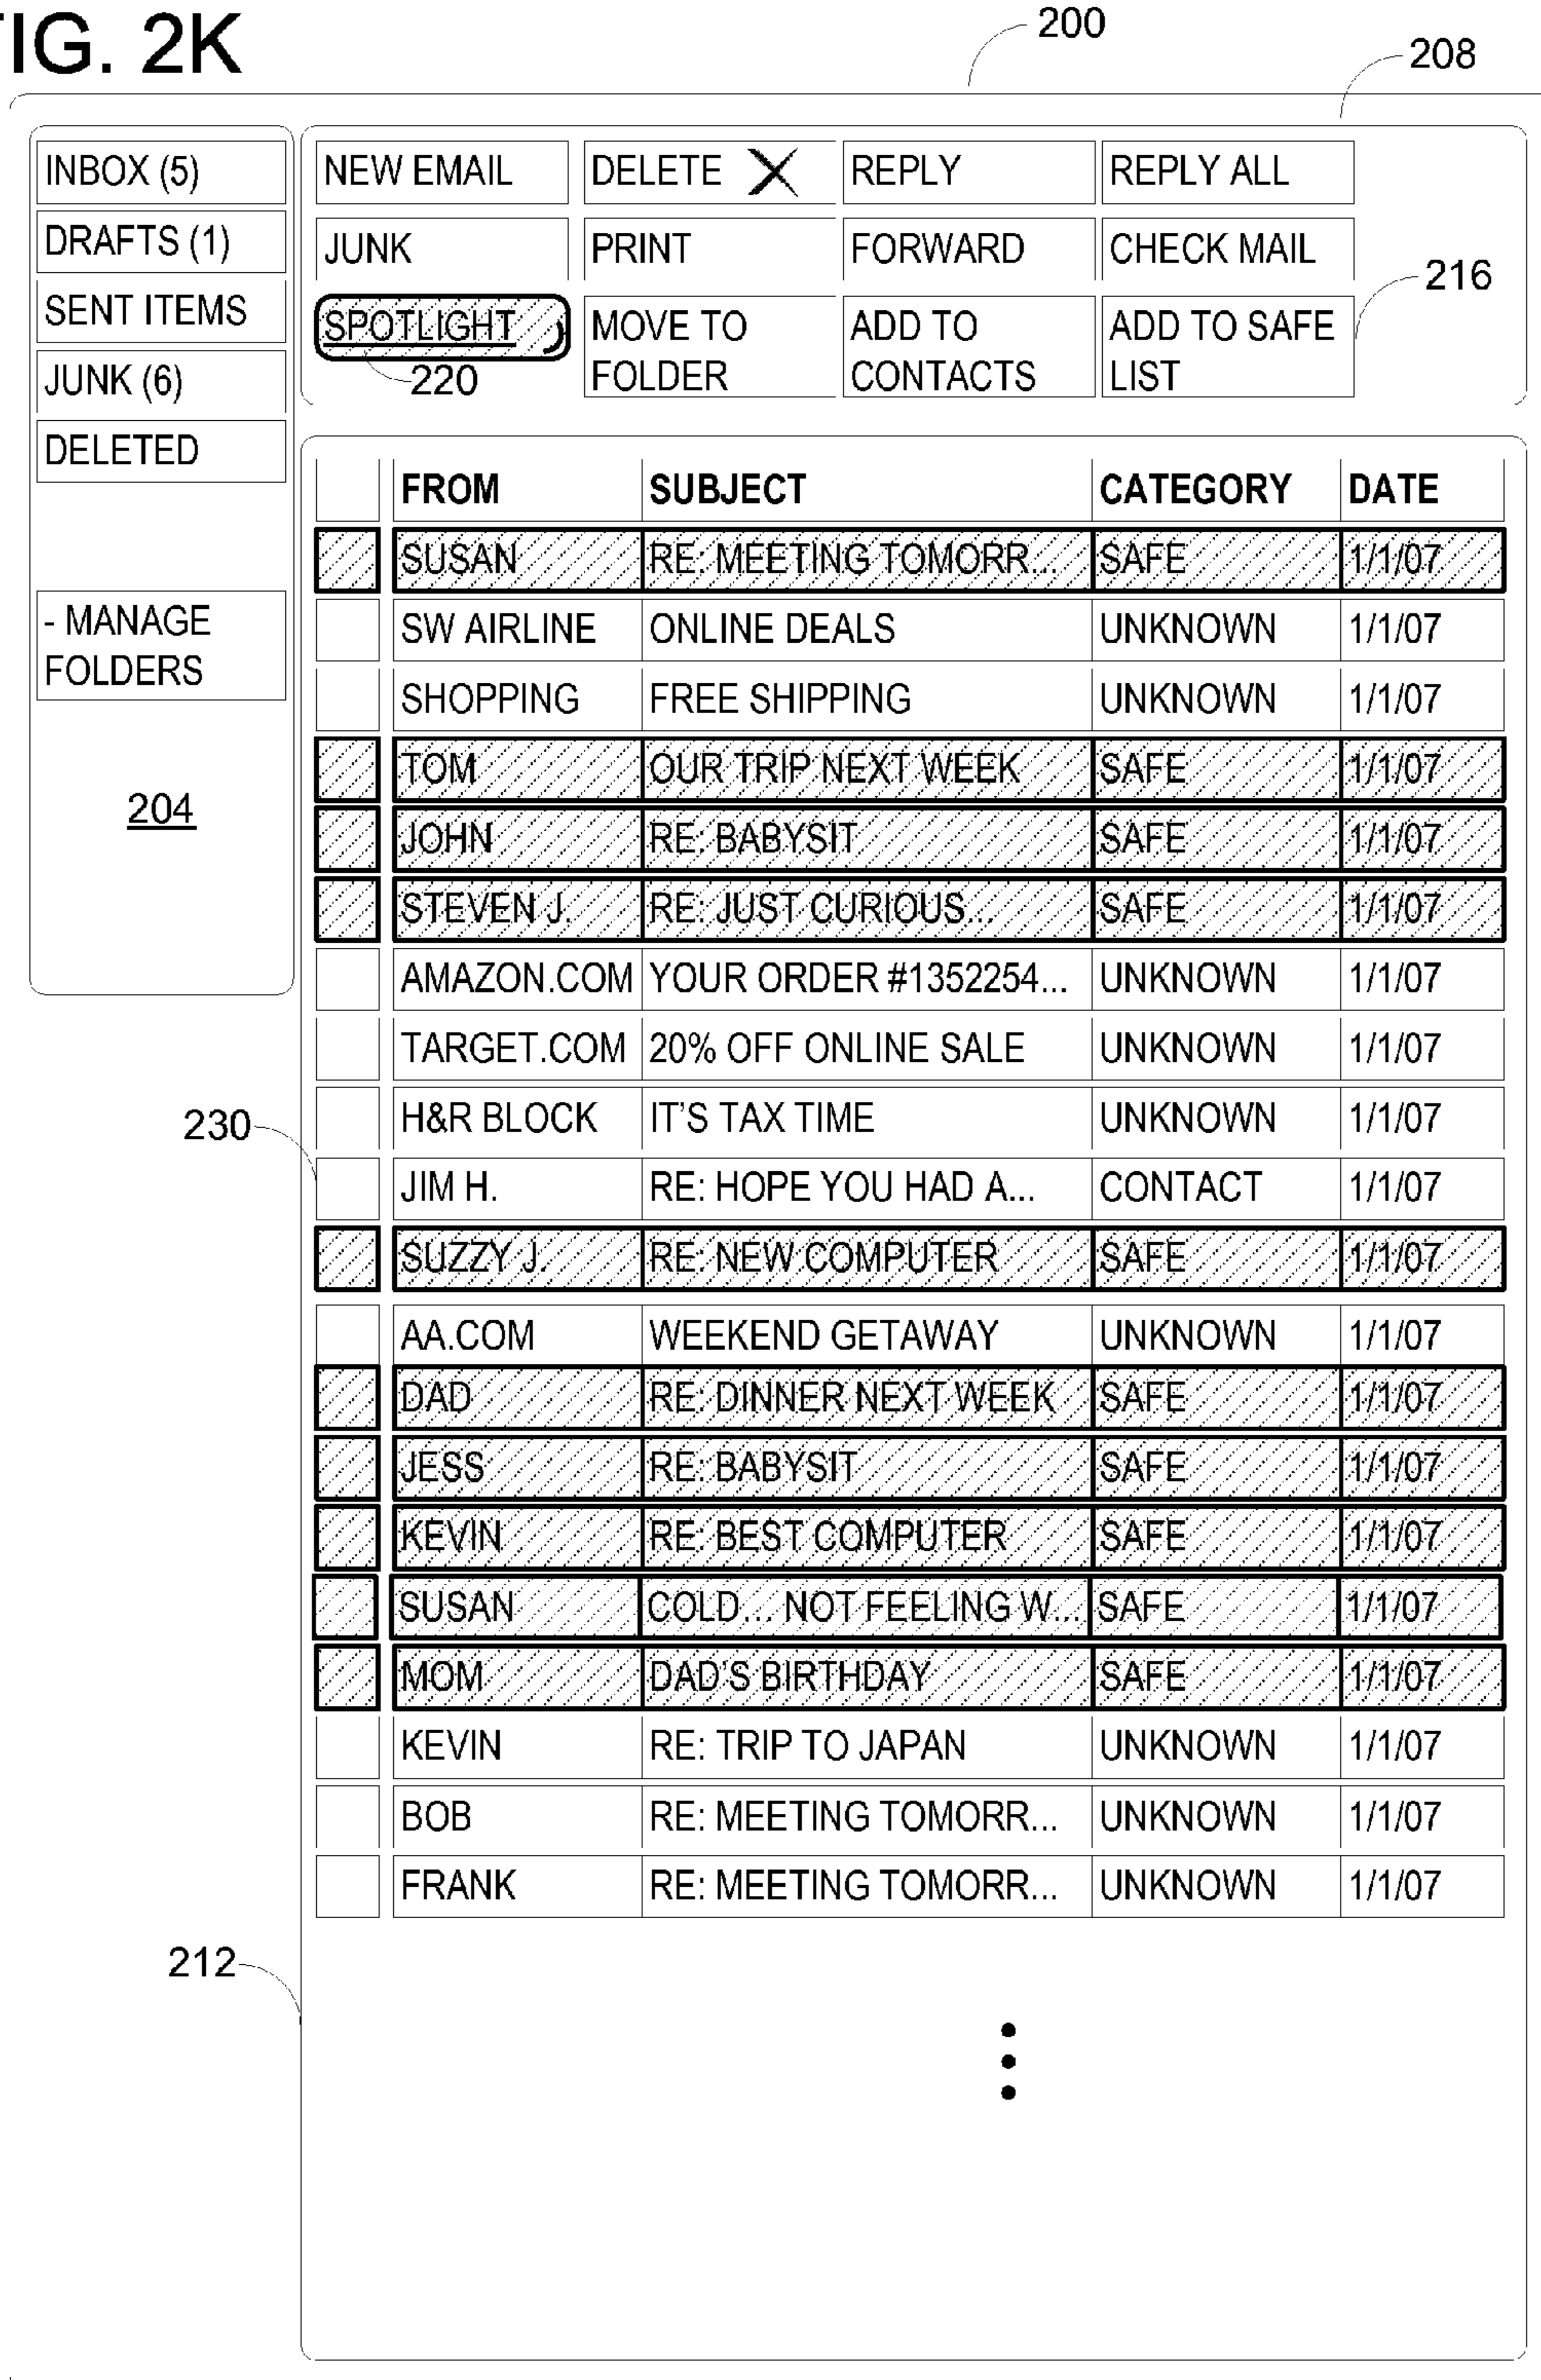 FIG. 2K
200
208
INBOX (5)
DRAFTS (1)
SENT ITEMS
JUNK (6)
DELETED
- MANAGE
FOLDERS
204
NEW EMAIL DELETE REPLY REPLY ALL
JUNK PRINT FORWARD CHECK MAIL
216
SPOTLIGHT MOVE TO FOLDER ADD TO CONTACTS ADD TO SAFE LIST
220
FROM SUBJECT CATEGORY DATE
SUSAN RE: MEETING TOMORR... SAFE 1/1/07
SW AIRLINE ONLINE DEALS UNKNOWN 1/1/07
SHOPPING FREE SHIPPING UNKNOWN 1/1/07
TOM OUR TRIP NEXT WEEK SAFE 1/1/07
JOHN RE: BABYSIT SAFE 1/1/07
STEVEN J. RE: JUST CURIOUS... SAFE 1/1/07
AMAZON.COM YOUR ORDER #1352254... UNKNOWN 1/1/07
TARGET.COM 20% OFF ONLINE SALE UNKNOWN 1/1/07
H&R BLOCK IT'S TAX TIME UNKNOWN 1/1/07
230
JIM H. RE: HOPE YOU HAD A... CONTACT 1/1/07
SUZZY J. RE: NEW COMPUTER SAFE 1/1/07
AA.COM WEEKEND GETAWAY UNKNOWN 1/1/07
DAD RE: DINNER NEXT WEEK SAFE 1/1/07
JESS RE: BABYSIT SAFE 1/1/07
KEVIN RE: BEST COMPUTER SAFE 1/1/07
SUSAN COLD... NOT FEELING W... SAFE 1/1/07
MOM DAD'S BIRTHDAY SAFE 1/1/07
KEVIN RE: TRIP TO JAPAN UNKNOWN 1/1/07
BOB RE: MEETING TOMORR... UNKNOWN 1/1/07
FRANK RE: MEETING TOMORR... UNKNOWN 1/1/07
212